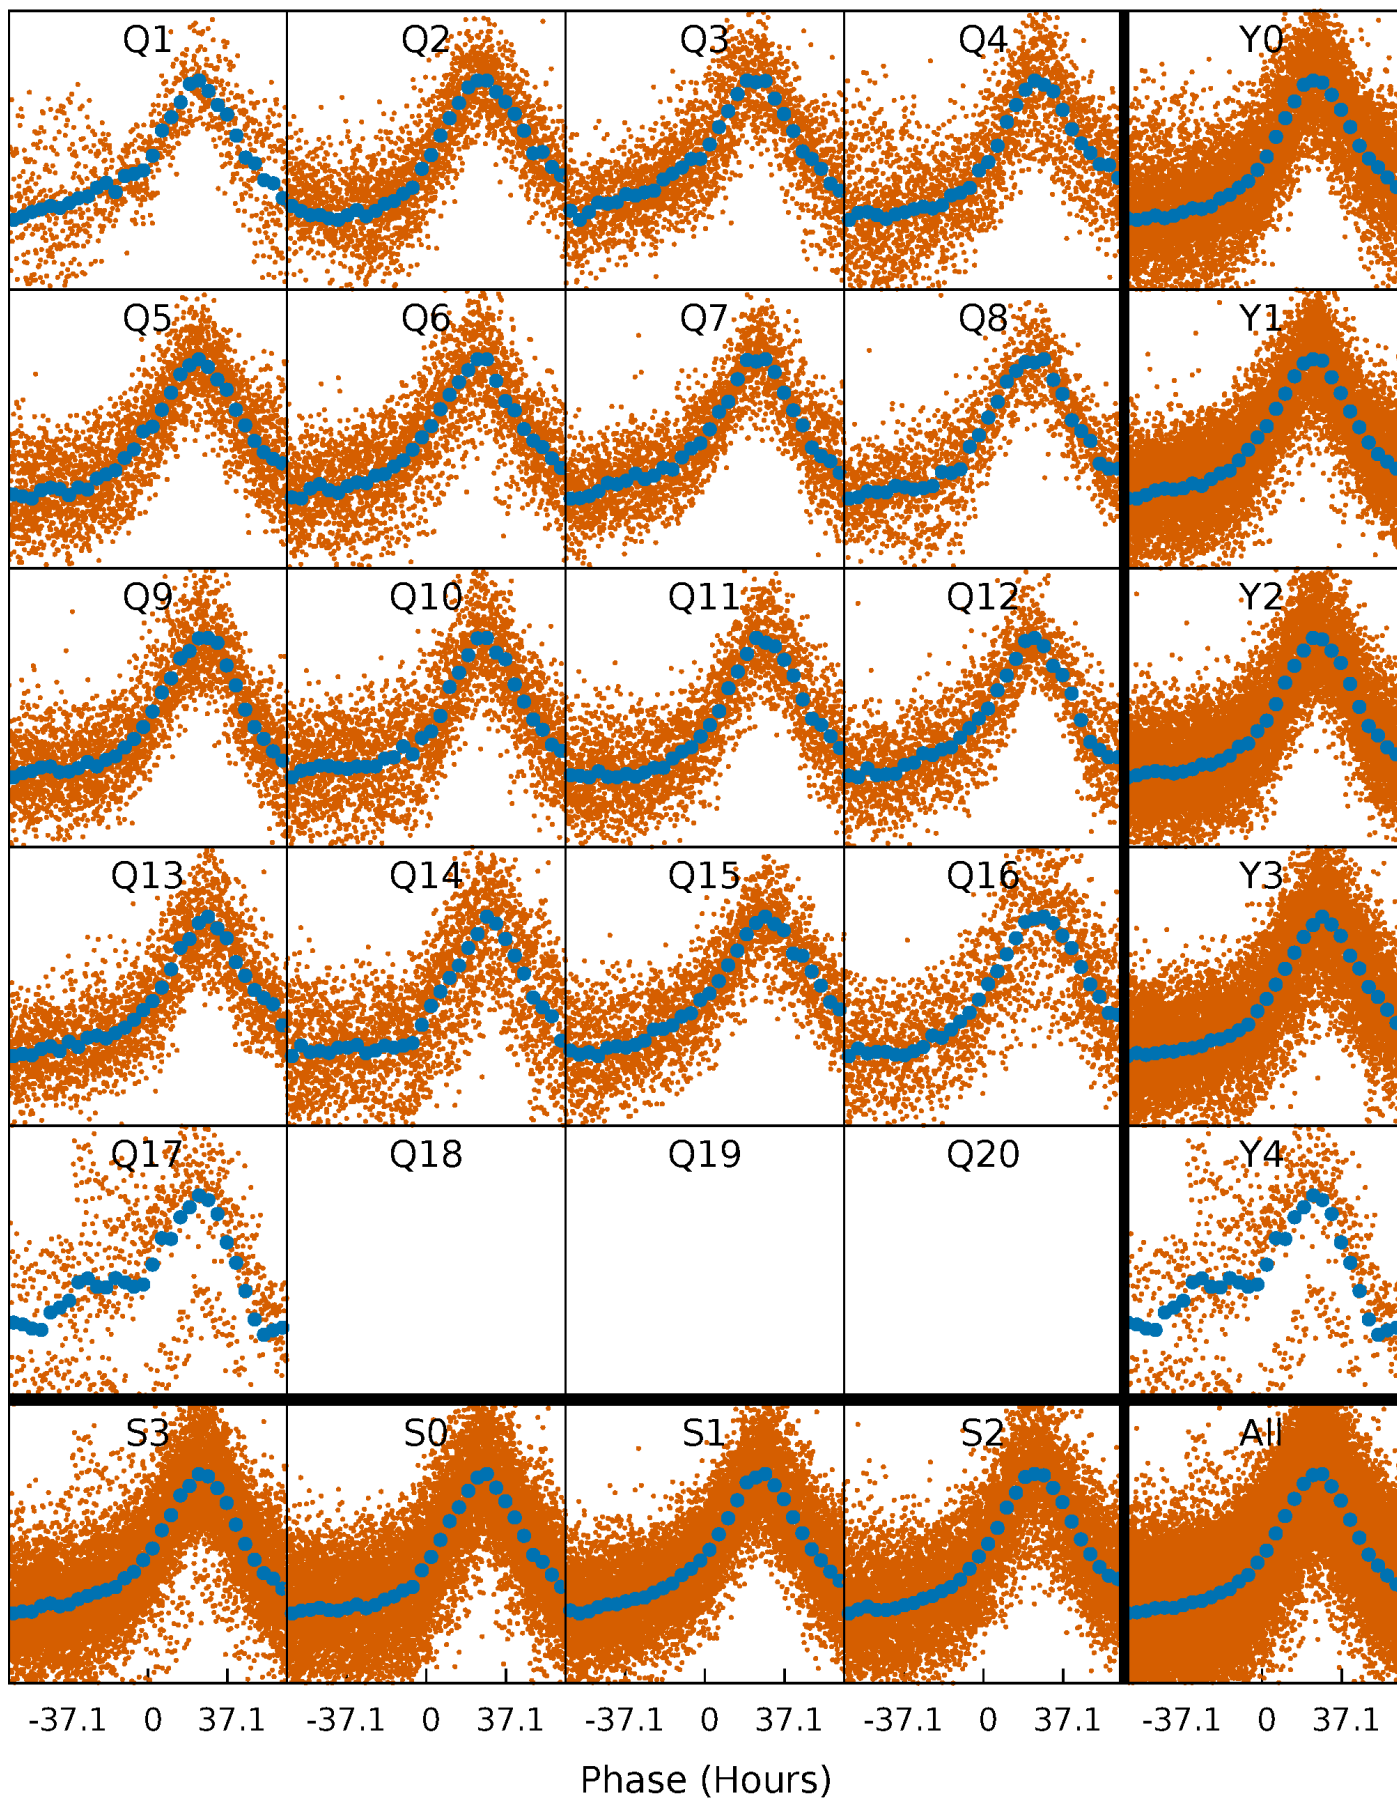 Q1 Q2 Q3 Q4 Y0
Q5 Q6 Q7 Q8 Y1
Q9 Q10 Q11 Q12 Y2
Q13 Q14 Q15 Q16 Y3
Q17 Q18 Q19 Q20 Y4
S3 S0 S1 S2 All
-37.1 0 37.1 -37.1 0 37.1 -37.1 0 37.1 -37.1 0 37.1 -37.1 0 37.1
Phase (Hours)